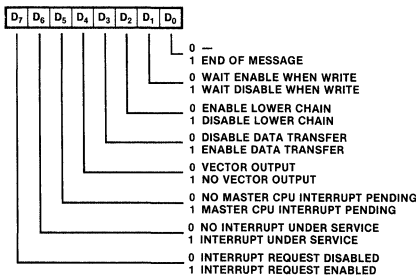 D7 D6 D5 D4 D3 D2 D1 D0
0 —
1 END OF MESSAGE
0 WAIT ENABLE WHEN WRITE
1 WAIT DISABLE WHEN WRITE
0 ENABLE LOWER CHAIN
1 DISABLE LOWER CHAIN
0 DISABLE DATA TRANSFER
1 ENABLE DATA TRANSFER
0 VECTOR OUTPUT
1 NO VECTOR OUTPUT
0 NO MASTER CPU INTERRUPT PENDING
1 MASTER CPU INTERRUPT PENDING
0 NO INTERRUPT UNDER SERVICE
1 INTERRUPT UNDER SERVICE
0 INTERRUPT REQUEST DISABLED
1 INTERRUPT REQUEST ENABLED